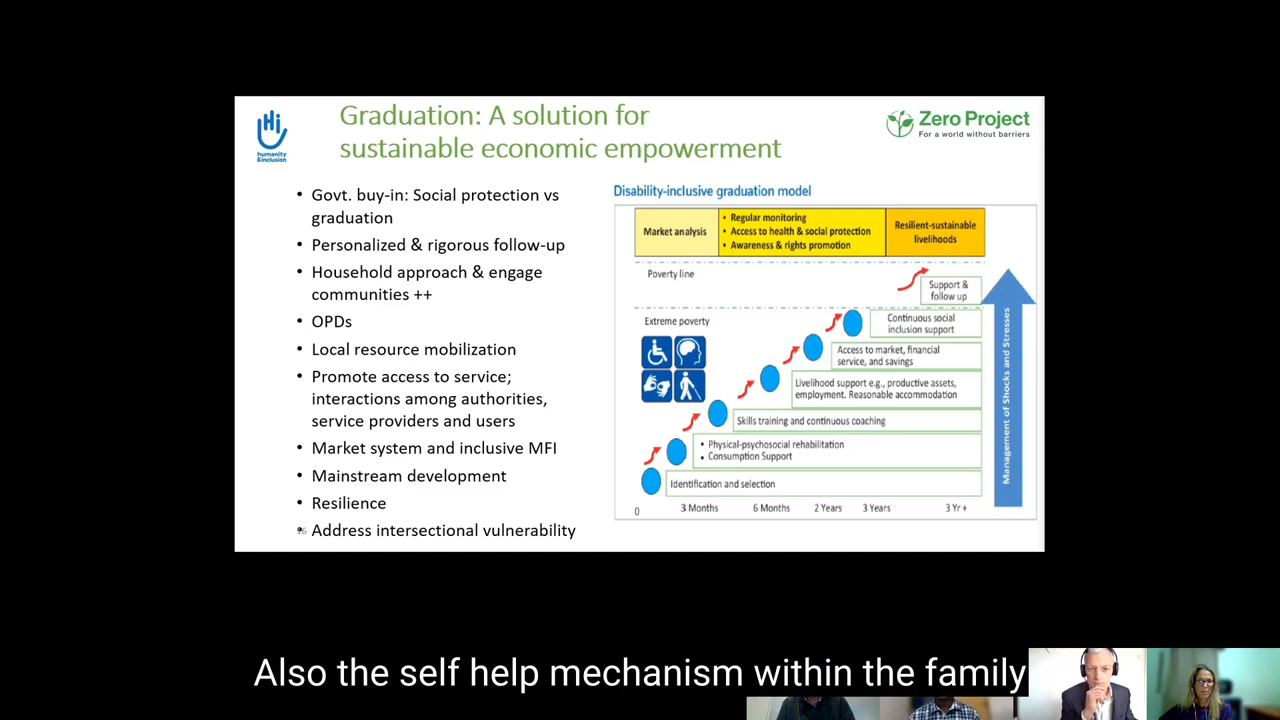 Graduation: A solution for
sustainable economic empowerment
humanity
&inclusion
Zero Project
For a world without barriers
• Govt. buy-in: Social protection vs
graduation
• Personalized & rigorous follow-up
• Household approach & engage
communities ++
• OPDs
• Local resource mobilization
• Promote access to service;
interactions among authorities,
service providers and users
• Market system and inclusive MFI
• Mainstream development
• Resilience
• Address intersectional vulnerability
Disability-inclusive graduation model
Market analysis
• Regular monitoring
• Access to health & social protection
• Awareness & rights promotion
Resilient-sustainable
livelihoods
Poverty line
Support &
follow up
Extreme poverty
Continuous social
inclusion support
Access to market, financial
service, and savings
Livelihood support e.g., productive assets,
employment. Reasonable accommodation
Skills training and continuous coaching
• Physical-psychosocial rehabilitation
• Consumption Support
Identification and selection
0 3 Months 6 Months 2 Years 3 Years 3 Yr +
Management of Shocks and Stresses
Also the self help mechanism within the family